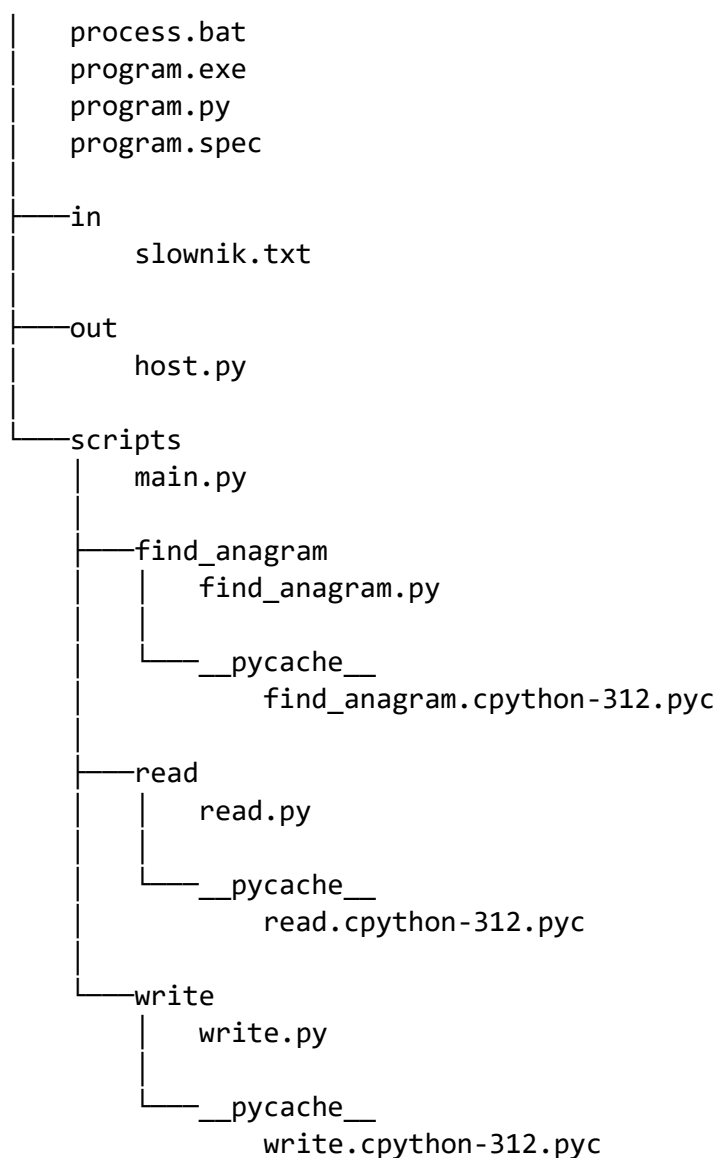 process.bat
program.exe
program.py
program.spec
in
slownik.txt
out
host.py
scripts
main.py
find_anagram
find_anagram.py
__pycache__
find_anagram.cpython-312.pyc
read
read.py
__pycache__
read.cpython-312.pyc
write
write.py
__pycache__
write.cpython-312.pyc